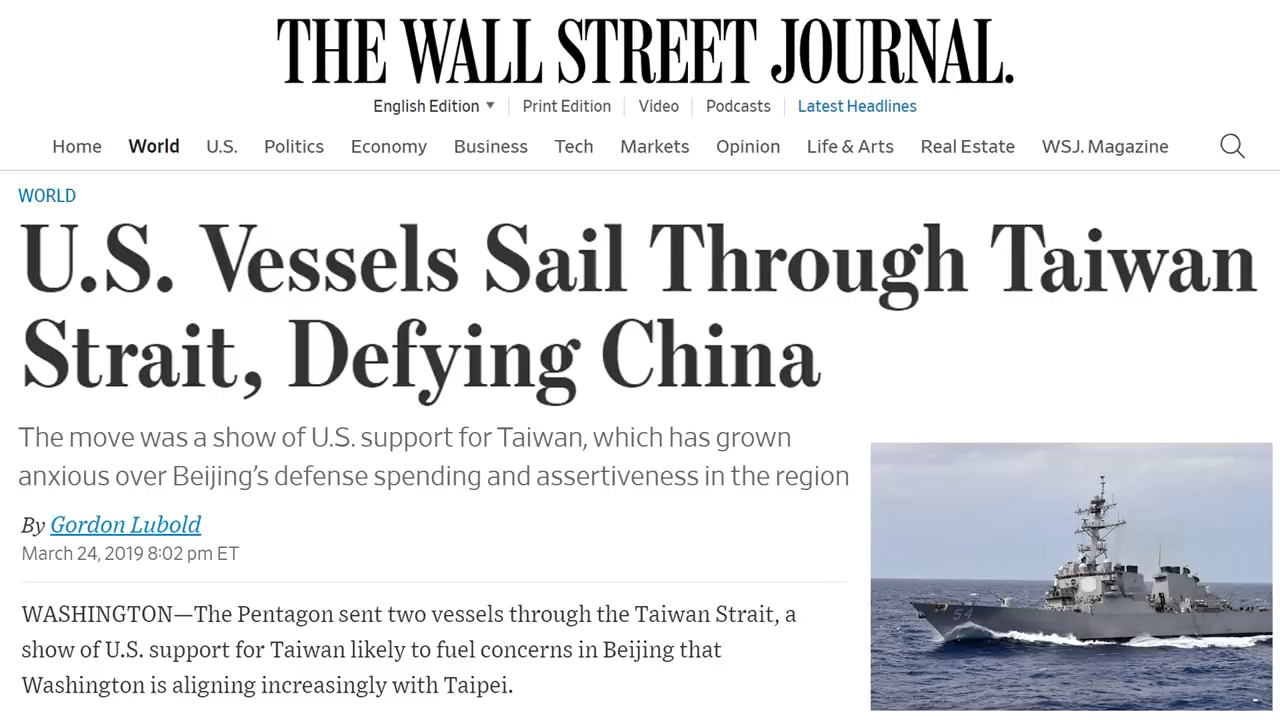 THE WALL STREET JOURNAL.
English Edition Print Edition Video Podcasts Latest Headlines
Home World U.S. Politics Economy Business Tech Markets Opinion Life & Arts Real Estate WSJ. Magazine
WORLD
U.S. Vessels Sail Through Taiwan
Strait, Defying China
The move was a show of U.S. support for Taiwan, which has grown
anxious over Beijing’s defense spending and assertiveness in the region
By Gordon Lubold
March 24, 2019 8:02 pm ET
WASHINGTON—The Pentagon sent two vessels through the Taiwan Strait, a
show of U.S. support for Taiwan likely to fuel concerns in Beijing that
Washington is aligning increasingly with Taipei.
54